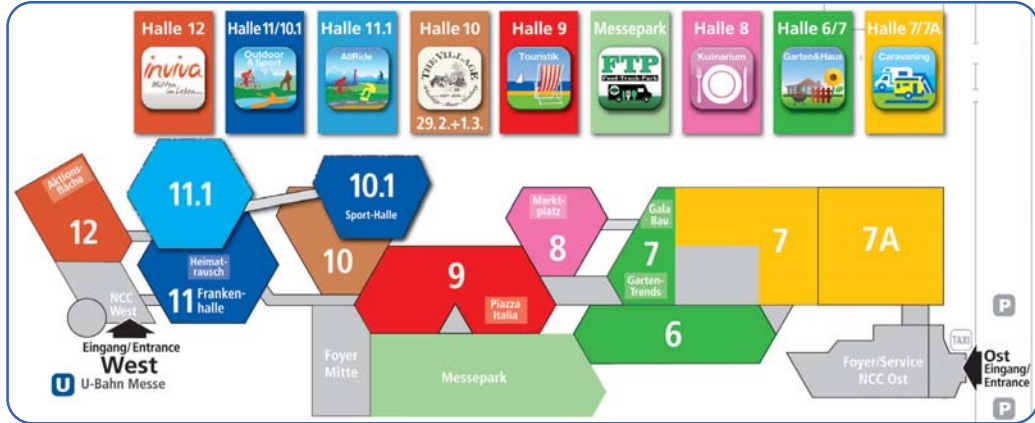 Halle 12
inviva
Mitten
im Leben...
Halle 11/10.1
Outdoor
& Sport
Halle 11.1
AllRide
Halle 10
THE VILLAGE
29.2.+1.3.
Halle 9
Touristik
Messepark
FTP
Food-Truck-Park
Halle 8
Kulinarium
Halle 6/7
Garten&Haus
Halle 7/7A
Caravaning
Aktions-
fläche
12
11.1
10.1
Sport-Halle
Heimat-
rausch
11 Franken-
halle
10
9
Piazza
Italia
Markt-
platz
8
Gala
Bau
7
Garten-
Trends
7
7A
6
NCC
West
Eingang/Entrance
West
U U-Bahn Messe
Foyer
Mitte
Messepark
Foyer/Service
NCC Ost
P
TAXI
Ost
Eingang/
Entrance
P